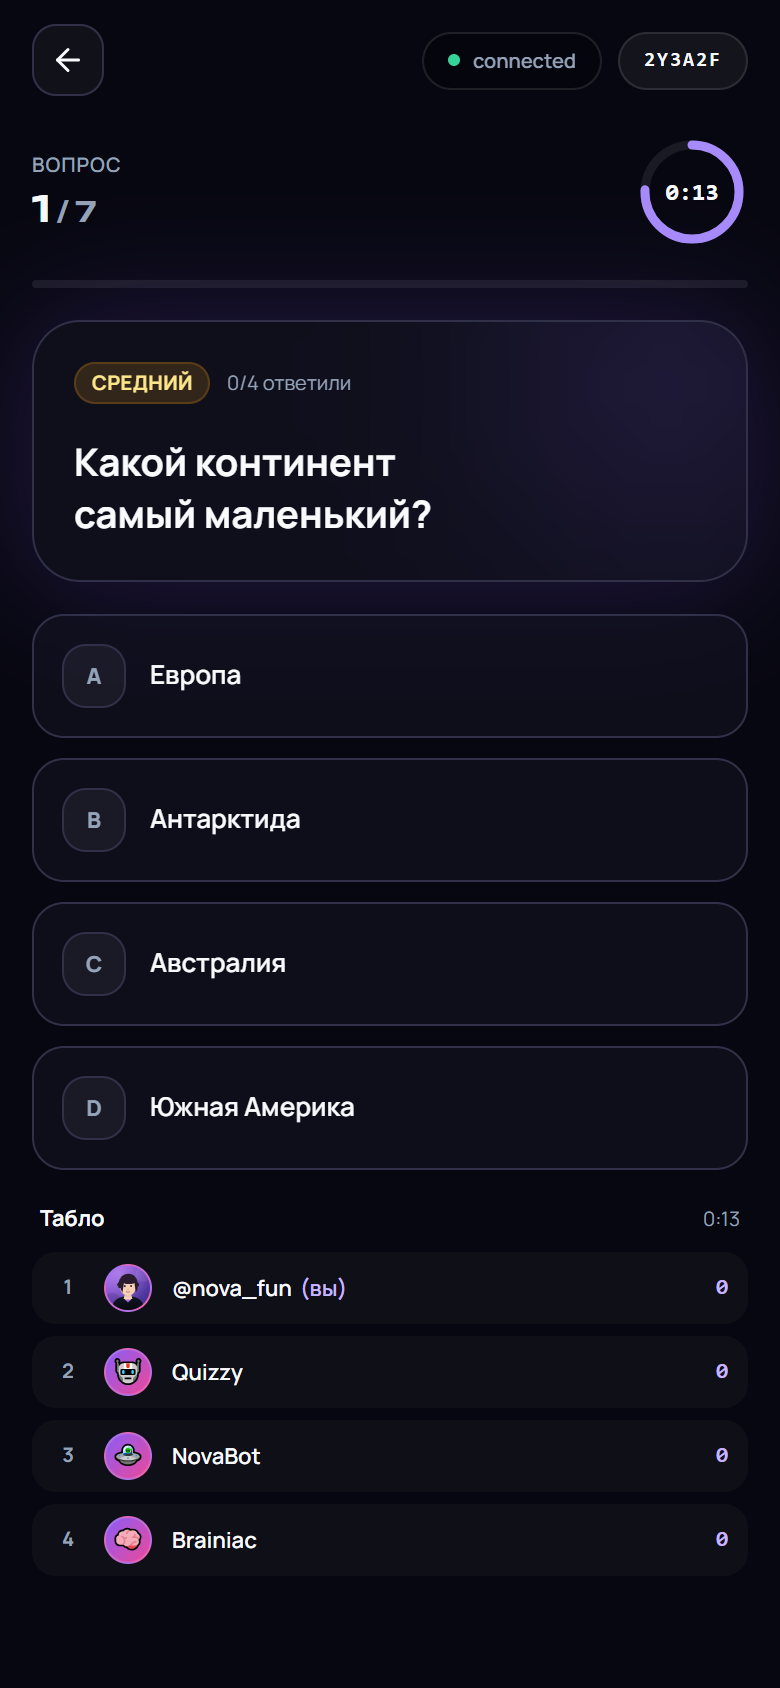 connected
2Y3A2F
ВОПРОС
1/7
0:13
СРЕДНИЙ
0/4 ответили
Какой континент
самый маленький?
A
Европа
B
Антарктида
C
Австралия
D
Южная Америка
Табло
0:13
1
@nova_fun (вы)
0
2
Quizzy
0
3
NovaBot
0
4
Brainiac
0